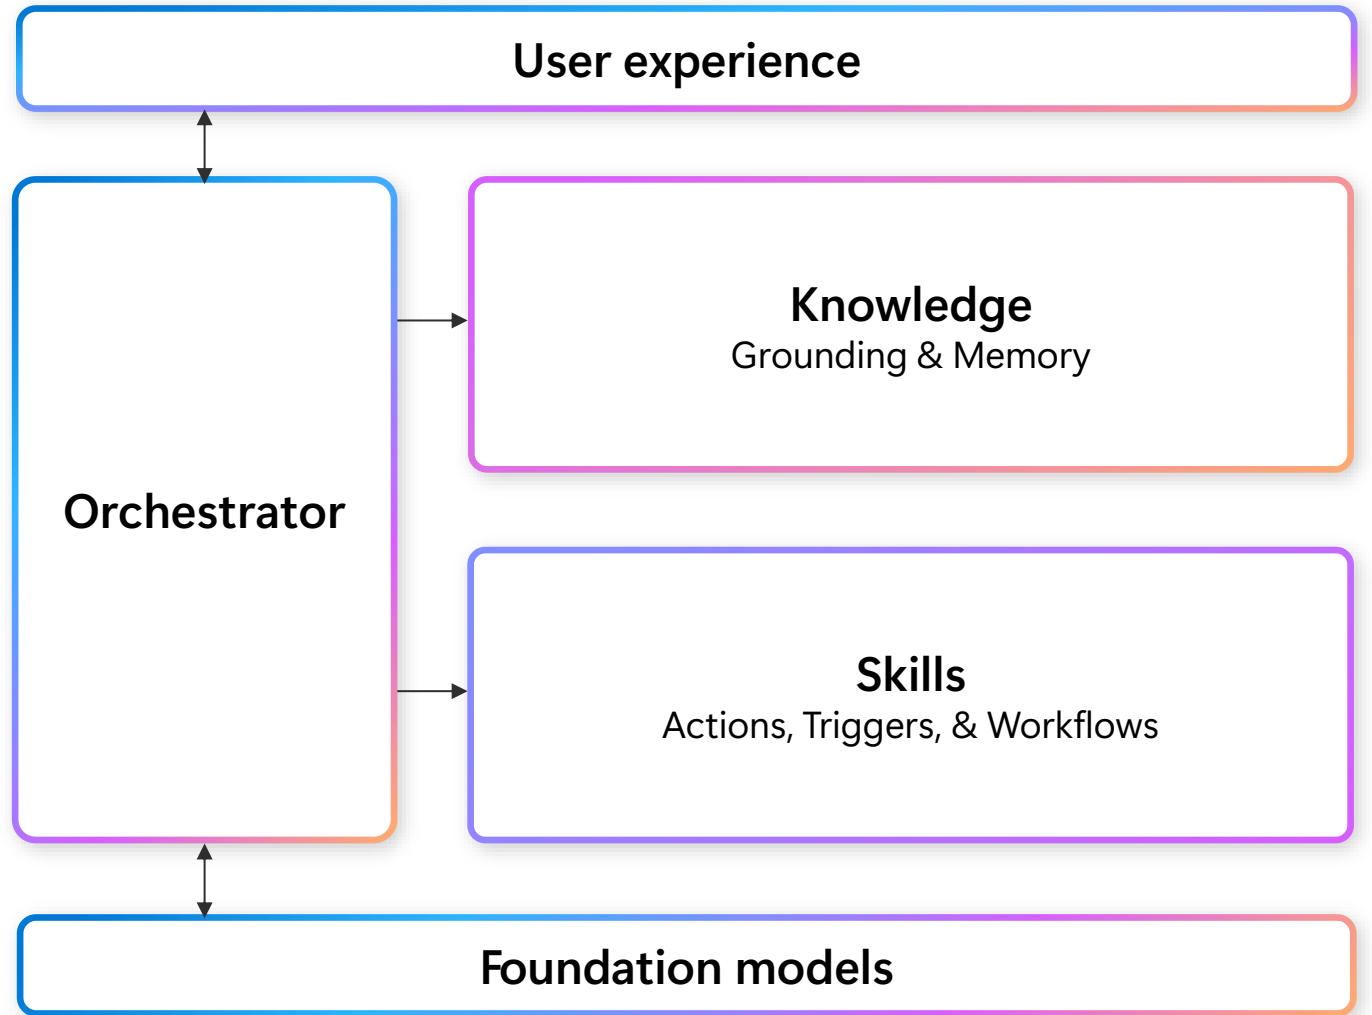 User experience
Knowledge
Grounding & Memory
Orchestrator
Skills
Actions, Triggers, & Workflows
Foundation models